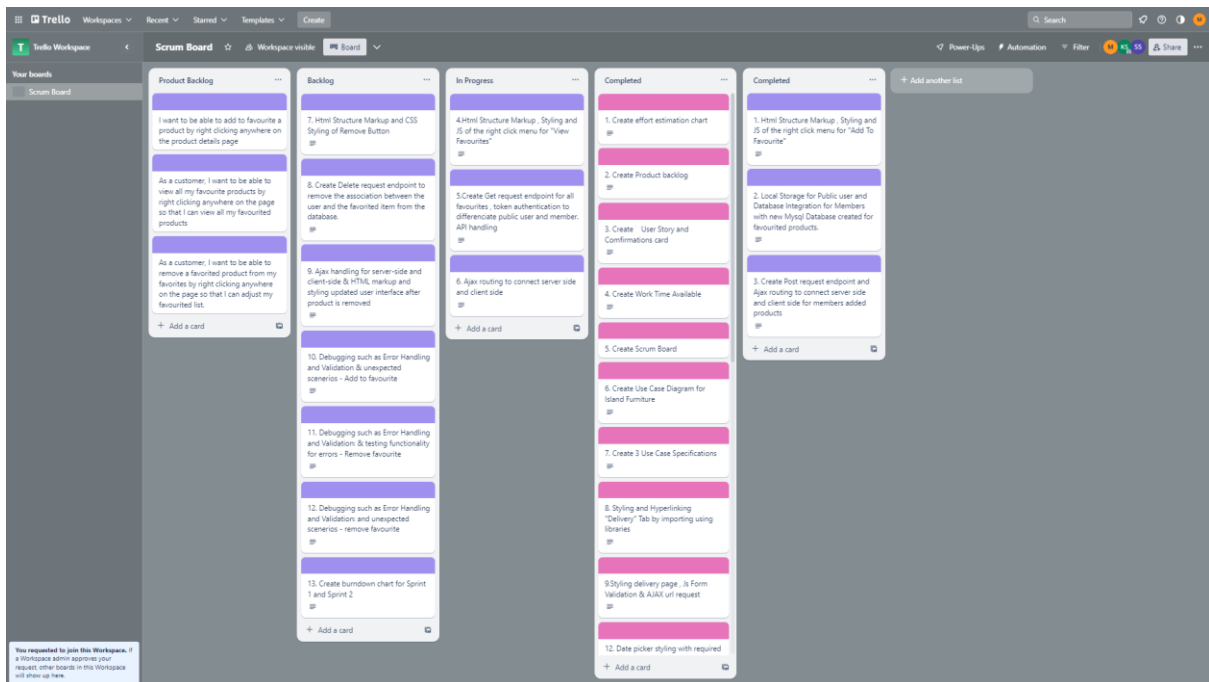 Trello
Workspaces
Recent
Starred
Templates
Create
Search
M
T
Trello Workspace
Scrum Board
Workspace visible
Board
Power-Ups
Automation
Filter
M
KS
SS
Share
Your boards
Scrum Board
You requested to join this Workspace. If
a Workspace admin approves your
request, other boards in this Workspace
will show up here.
Product Backlog
I want to be able to add to favourite a
product by right clicking anywhere on
the product details page
As a customer, I want to be able to
view all my favourite products by
right clicking anywhere on the page
so that I can view all my favourited
products
As a customer, I want to be able to
remove a favorited product from my
favorites by right clicking anywhere
on the page so that I can adjust my
favourited list.
+ Add a card
Backlog
7. Html Structure Markup and CSS
Styling of Remove Button
8. Create Delete request endpoint to
remove the association between the
user and the favorited item from the
database.
9. Ajax handling for server-side and
client-side & HTML markup and
styling updated user interface after
product is removed
10. Debugging such as Error Handling
and Validation & unexpected
scenerios - Add to favourite
11. Debugging such as Error Handling
and Validation: & testing functionality
for errors - Remove favourite
12. Debugging such as Error Handling
and Validation: and unexpected
scenerios - remove favourite
13. Create burndown chart for Sprint
1 and Sprint 2
+ Add a card
In Progress
4.Html Structure Markup , Styling and
JS of the right click menu for "View
Favourites"
5.Create Get request endpoint for all
favourites , token authentication to
differenciate public user and member.
API handling
6. Ajax routing to connect server side
and client side
+ Add a card
Completed
1. Create effort estimation chart
2. Create Product backlog
3. Create User Story and
Comfirmations card
4. Create Work Time Available
5. Create Scrum Board
6. Create Use Case Diagram for
Island Furniture
7. Create 3 Use Case Specifications
8. Styling and Hyperlinking
"Delivery" Tab by importing using
libraries
9.Styling delivery page , Js Form
Validation & AJAX url request
12. Date picker styling with required
+ Add a card
Completed
1. Html Structure Markup , Styling and
JS of the right click menu for "Add To
Favourite"
2. Local Storage for Public user and
Database Integration for Members
with new Mysql Database created for
favourited products.
3. Create Post request endpoint and
Ajax routing to connect server side
and client side for members added
products
+ Add a card
+ Add another list